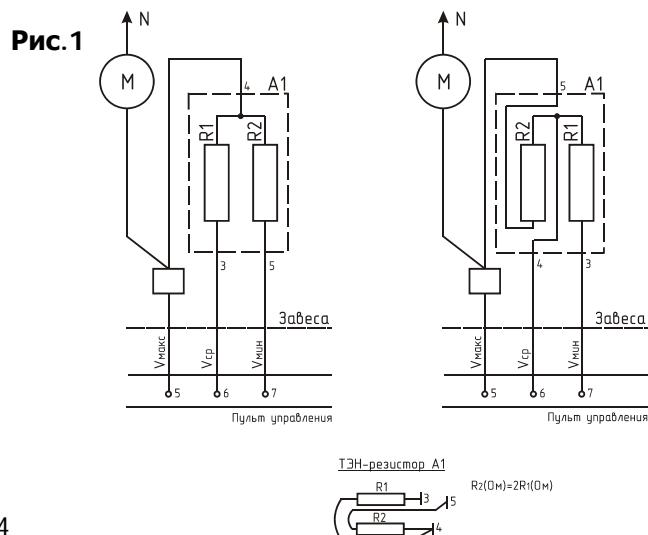 Рис.1
N
M
4
A1
R1
R2
3
5
Завеса
Vмакс
Vср
Vмин
5
6
7
Пульт управления
N
M
5
A1
R2
R1
4
3
Завеса
Vмакс
Vср
Vмин
5
6
7
Пульт управления
ТЭН-резистор A1
R1
3
5
R2(Ом)=2R1(Ом)
R2
4
4